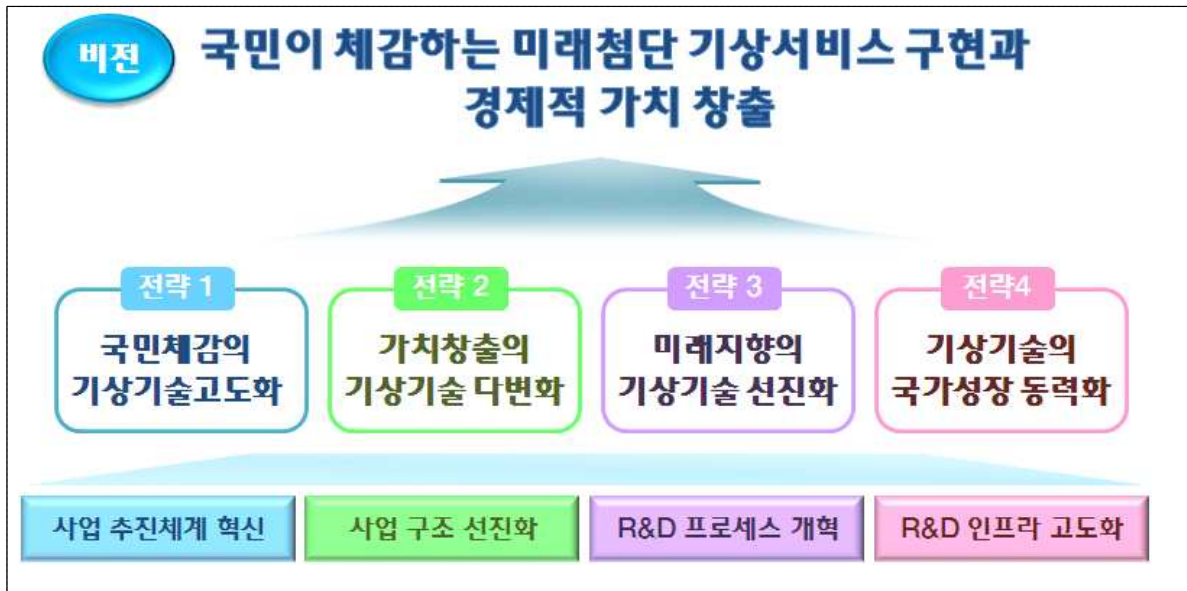 비전
국민이 체감하는 미래첨단 기상서비스 구현과
경제적 가치 창출
전략 1
국민체감의
기상기술고도화
전략 2
가치창출의
기상기술 다변화
전략 3
미래지향의
기상기술 선진화
전략4
기상기술의
국가성장 동력화
사업 추진체계 혁신
사업 구조 선진화
R&D 프로세스 개혁
R&D 인프라 고도화